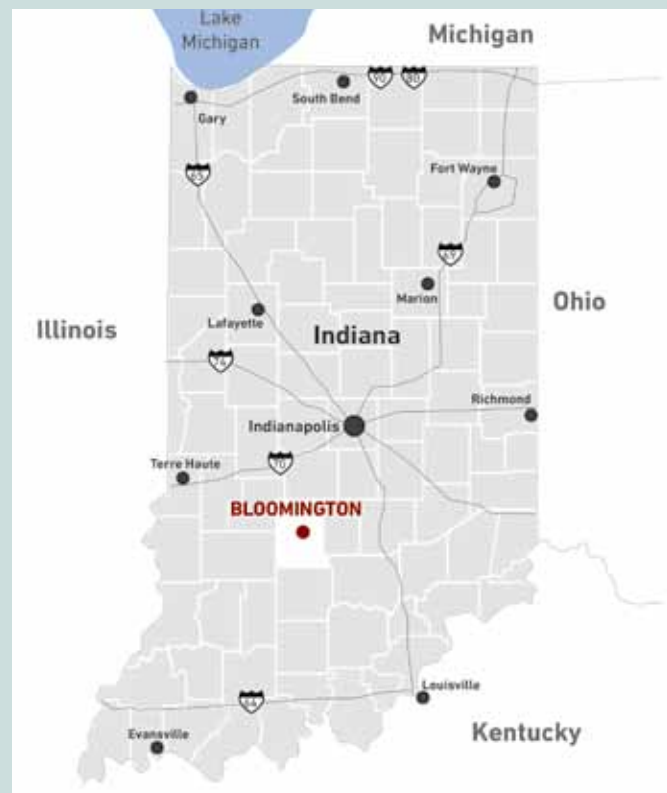 Lake
Michigan
Michigan
90
80
South Bend
Gary
Fort Wayne
65
69
Marion
Ohio
Lafayette
Illinois
Indiana
74
Richmond
Indianapolis
70
Terre Haute
BLOOMINGTON
Louisville
64
Kentucky
Evansville